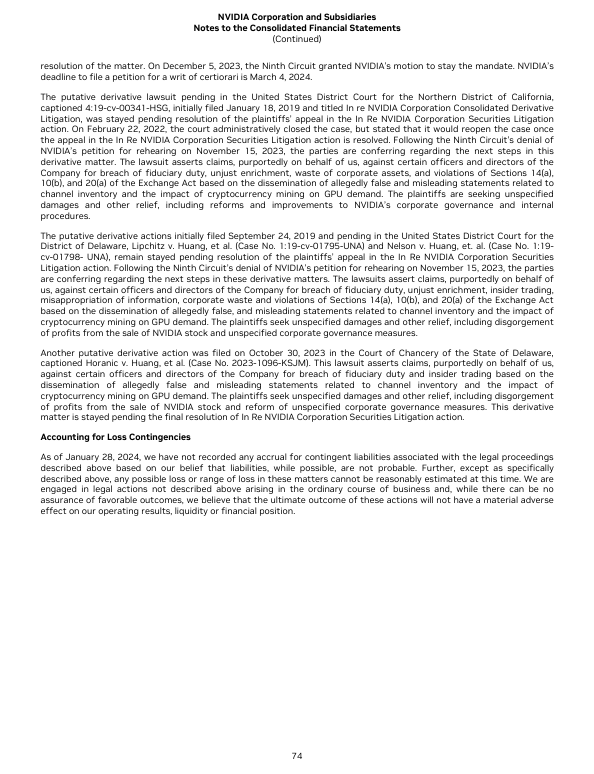 NVIDIA Corporation and Subsidiaries
Notes to the Consolidated Financial Statements
(Continued)
resolution of the matter. On December 5, 2023, the Ninth Circuit granted NVIDIA's motion to stay the mandate. NVIDIA's
deadline to file a petition for a writ of certiorari is March 4, 2024.
The putative derivative lawsuit pending in the United States District Court for the Northern District of California,
captioned 4:19-cv-00341-HSG, initially filed January 18, 2019 and titled In re NVIDIA Corporation Consolidated Derivative
Litigation, was stayed pending resolution of the plaintiffs' appeal in the In Re NVIDIA Corporation Securities Litigation
action. On February 22, 2022, the court administratively closed the case, but stated that it would reopen the case once
the appeal in the In Re NVIDIA Corporation Securities Litigation action is resolved. Following the Ninth Circuit's denial of
NVIDIA's petition for rehearing on November 15, 2023, the parties are conferring regarding the next steps in this
derivative matter. The lawsuit asserts claims, purportedly on behalf of us, against certain officers and directors of the
Company for breach of fiduciary duty, unjust enrichment, waste of corporate assets, and violations of Sections 14(a),
10(b), and 20(a) of the Exchange Act based on the dissemination of allegedly false and misleading statements related to
channel inventory and the impact of cryptocurrency mining on GPU demand. The plaintiffs are seeking unspecified
damages and other relief, including reforms and improvements to NVIDIA's corporate governance and internal
procedures.
The putative derivative actions initially filed September 24, 2019 and pending in the United States District Court for the
District of Delaware, Lipchitz v. Huang, et al. (Case No. 1:19-cv-01795-UNA) and Nelson v. Huang, et. al. (Case No. 1:19-
cv-01798- UNA), remain stayed pending resolution of the plaintiffs' appeal in the In Re NVIDIA Corporation Securities
Litigation action. Following the Ninth Circuit's denial of NVIDIA's petition for rehearing on November 15, 2023, the parties
are conferring regarding the next steps in these derivative matters. The lawsuits assert claims, purportedly on behalf of
us, against certain officers and directors of the Company for breach of fiduciary duty, unjust enrichment, insider trading,
misappropriation of information, corporate waste and violations of Sections 14(a), 10(b), and 20(a) of the Exchange Act
based on the dissemination of allegedly false, and misleading statements related to channel inventory and the impact of
cryptocurrency mining on GPU demand. The plaintiffs seek unspecified damages and other relief, including disgorgement
of profits from the sale of NVIDIA stock and unspecified corporate governance measures.
Another putative derivative action was filed on October 30, 2023 in the Court of Chancery of the State of Delaware,
captioned Horanic v. Huang, et al. (Case No. 2023-1096-KSJM). This lawsuit asserts claims, purportedly on behalf of us,
against certain officers and directors of the Company for breach of fiduciary duty and insider trading based on the
dissemination of allegedly false and misleading statements related to channel inventory and the impact of
cryptocurrency mining on GPU demand. The plaintiffs seek unspecified damages and other relief, including disgorgement
of profits from the sale of NVIDIA stock and reform of unspecified corporate governance measures. This derivative
matter is stayed pending the final resolution of In Re NVIDIA Corporation Securities Litigation action.
Accounting for Loss Contingencies
As of January 28, 2024, we have not recorded any accrual for contingent liabilities associated with the legal proceedings
described above based on our belief that liabilities, while possible, are not probable. Further, except as specifically
described above, any possible loss or range of loss in these matters cannot be reasonably estimated at this time. We are
engaged in legal actions not described above arising in the ordinary course of business and, while there can be no
assurance of favorable outcomes, we believe that the ultimate outcome of these actions will not have a material adverse
effect on our operating results, liquidity or financial position.
74